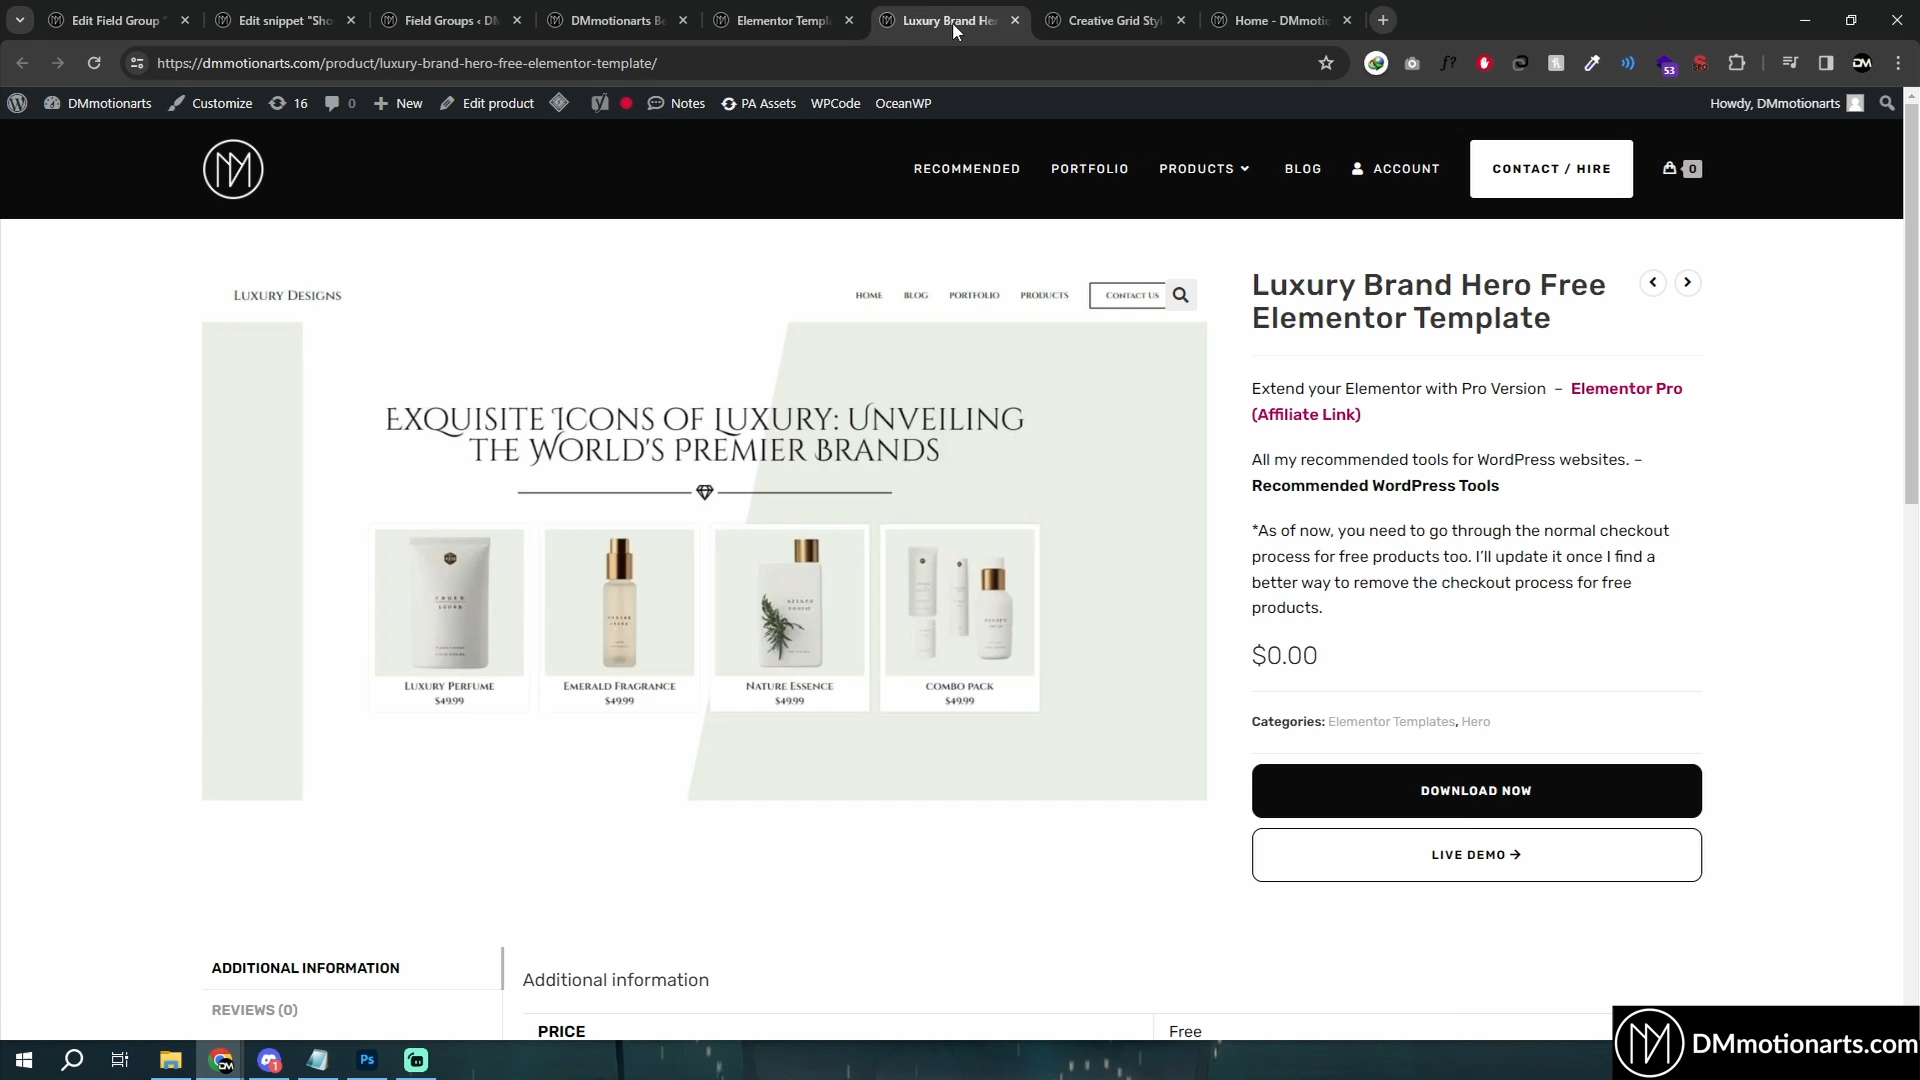 Edit Field Group "
Edit snippet "Sho
Field Groups ‹ DM
DMmotionarts Be
Elementor Templ
Luxury Brand He
Creative Grid Styl
Home - DMmotio
https://dmmotionarts.com/product/luxury-brand-hero-free-elementor-template/
53
DMmotionarts
Customize
16
0
New
Edit product
Notes
PA Assets
WPCode
OceanWP
Howdy, DMmotionarts
RECOMMENDED
PORTFOLIO
PRODUCTS
BLOG
ACCOUNT
CONTACT / HIRE
0
LUXURY DESIGNS
HOME
BLOG
PORTFOLIO
PRODUCTS
CONTACT US
EXQUISITE ICONS OF LUXURY: UNVEILING
THE WORLD'S PREMIER BRANDS
LUXURY PERFUME
$49.99
EMERALD FRAGRANCE
$49.99
NATURE ESSENCE
$49.99
COMBO PACK
$49.99
Luxury Brand Hero Free
Elementor Template
Extend your Elementor with Pro Version – Elementor Pro
(Affiliate Link)
All my recommended tools for WordPress websites. –
Recommended WordPress Tools
*As of now, you need to go through the normal checkout
process for free products too. I'll update it once I find a
better way to remove the checkout process for free
products.
$0.00
Categories: Elementor Templates, Hero
DOWNLOAD NOW
LIVE DEMO →
ADDITIONAL INFORMATION
REVIEWS (0)
Additional information
PRICE
Free
Ps
DMmotionarts.com